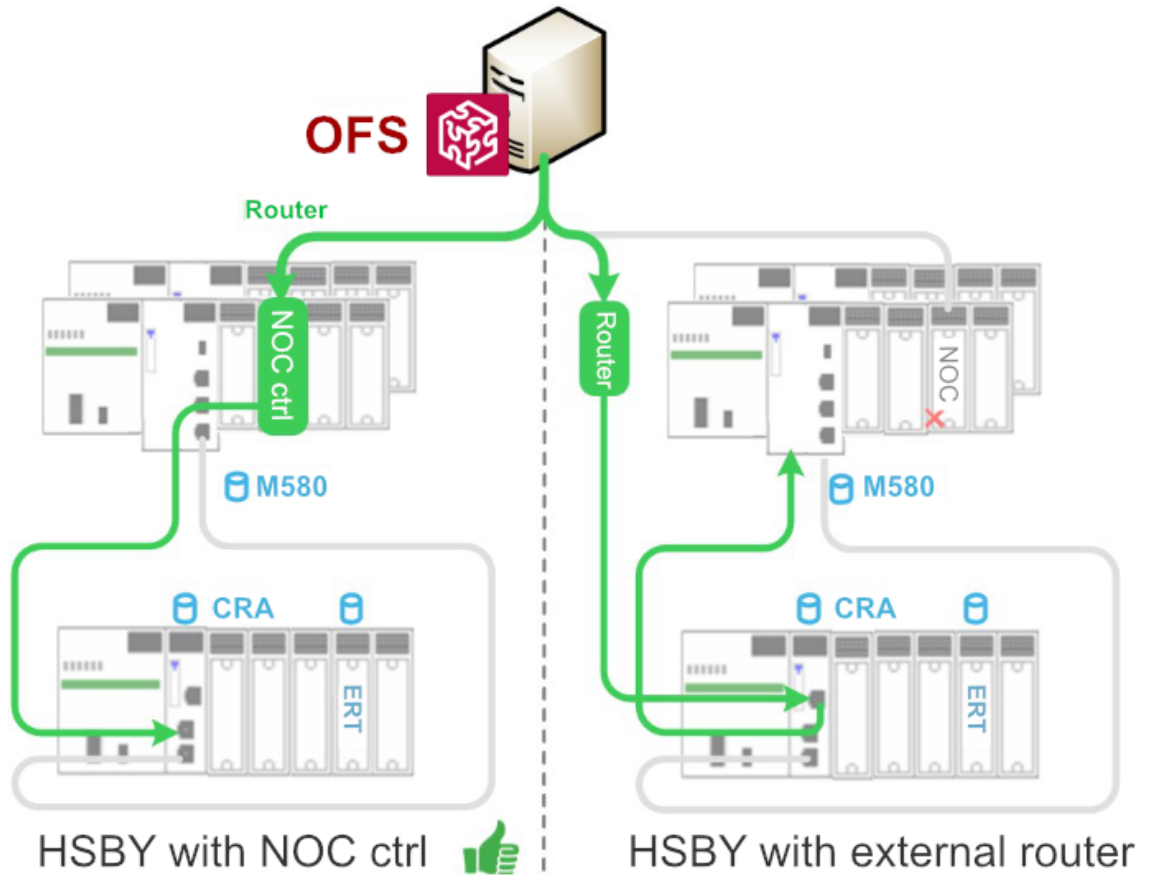 OFS
Router
NOC ctrl
Router
NOC
M580
M580
CRA
ERT
CRA
ERT
HSBY with NOC ctrl
HSBY with external router